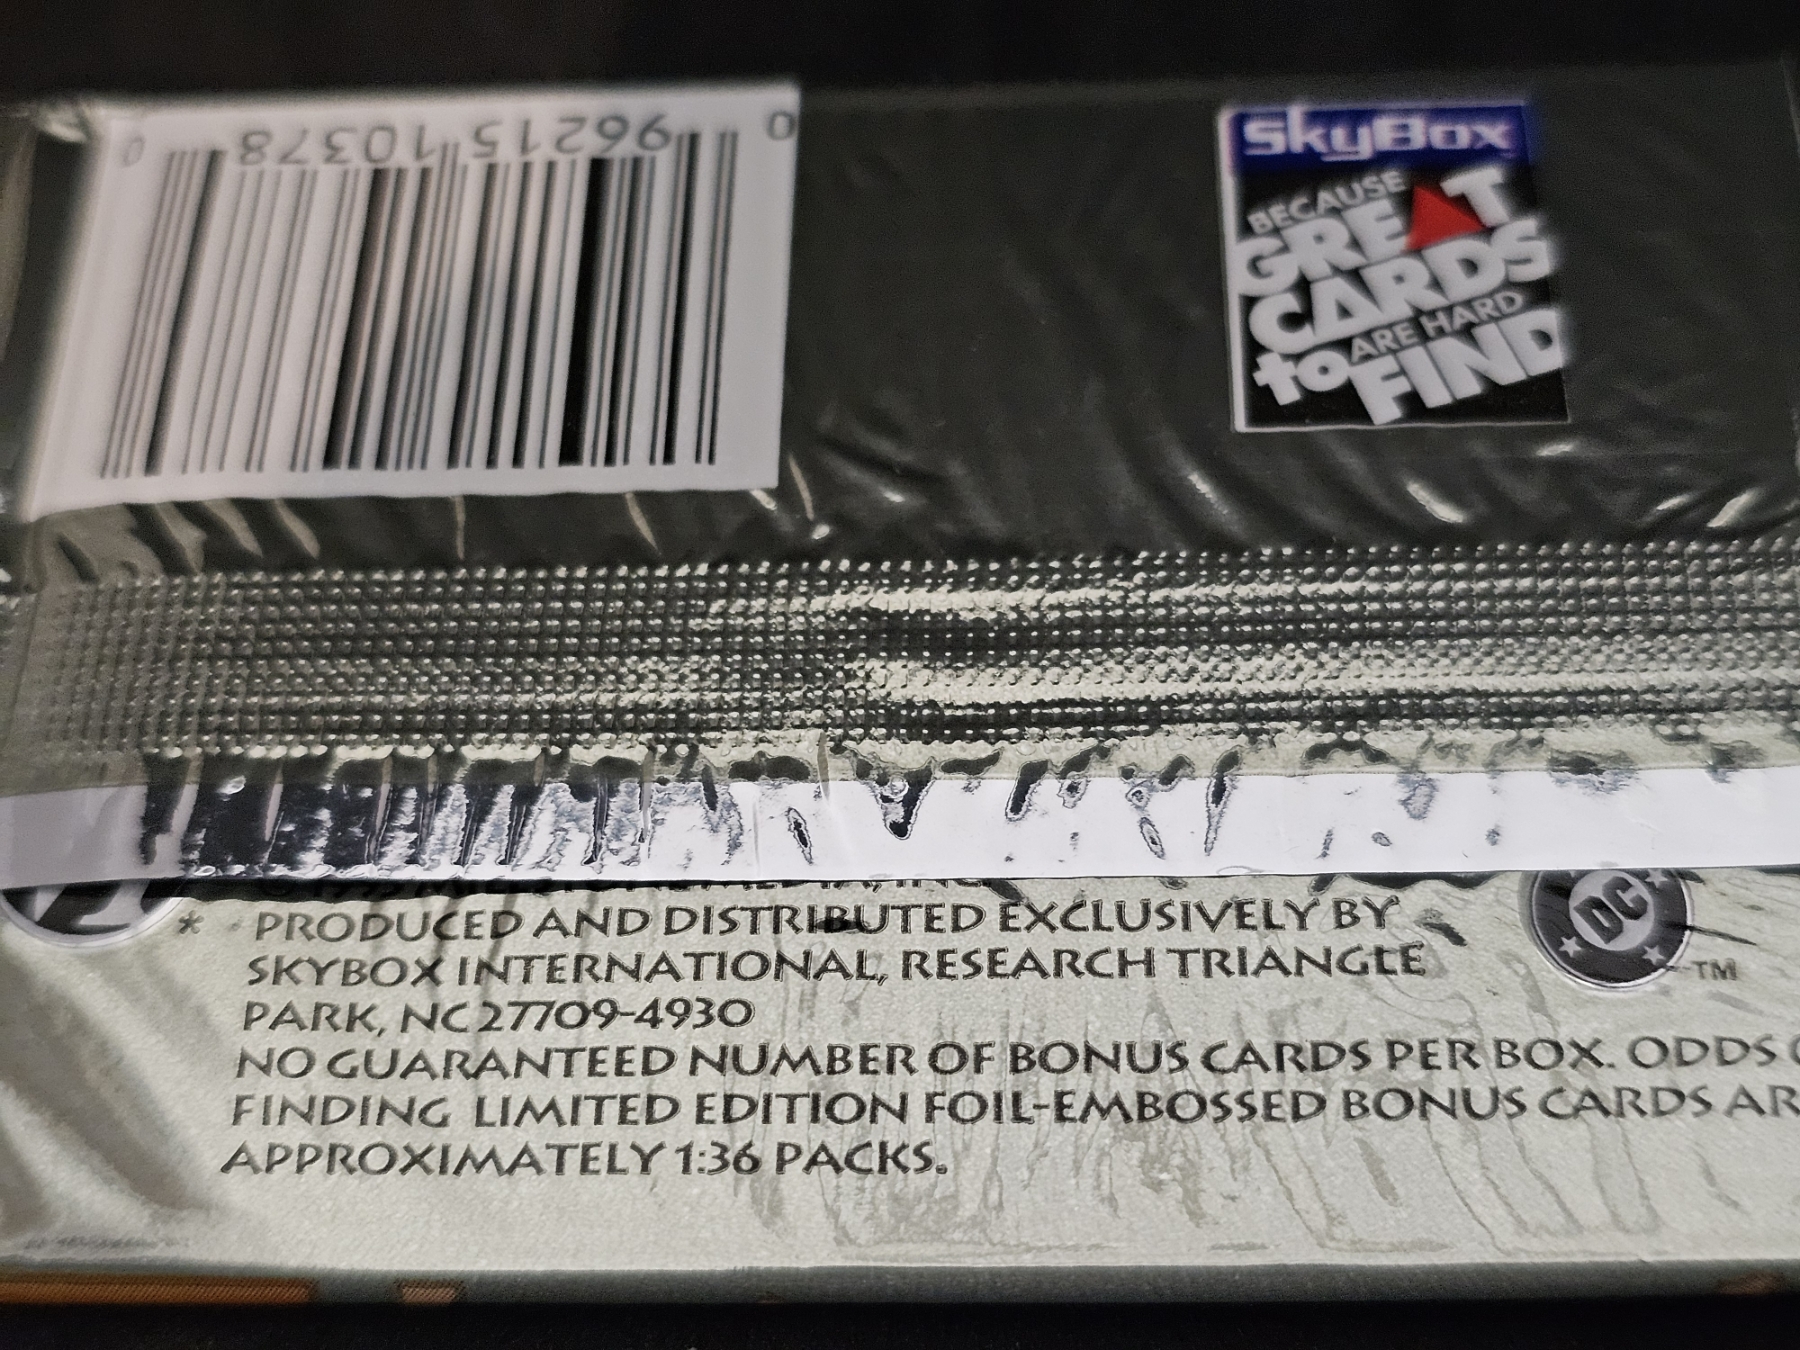 0 96215 10378 0
SkyBox
BECAUSE
GREAT
CARDS
ARE HARD
to FIND
MEDIA, INC.
* PRODUCED AND DISTRIBUTED EXCLUSIVELY BY
SKYBOX INTERNATIONAL, RESEARCH TRIANGLE
PARK, NC 27709-4930
NO GUARANTEED NUMBER OF BONUS CARDS PER BOX. ODDS
FINDING LIMITED EDITION FOIL-EMBOSSED BONUS CARDS
APPROXIMATELY 1:36 PACKS.
DC
TM